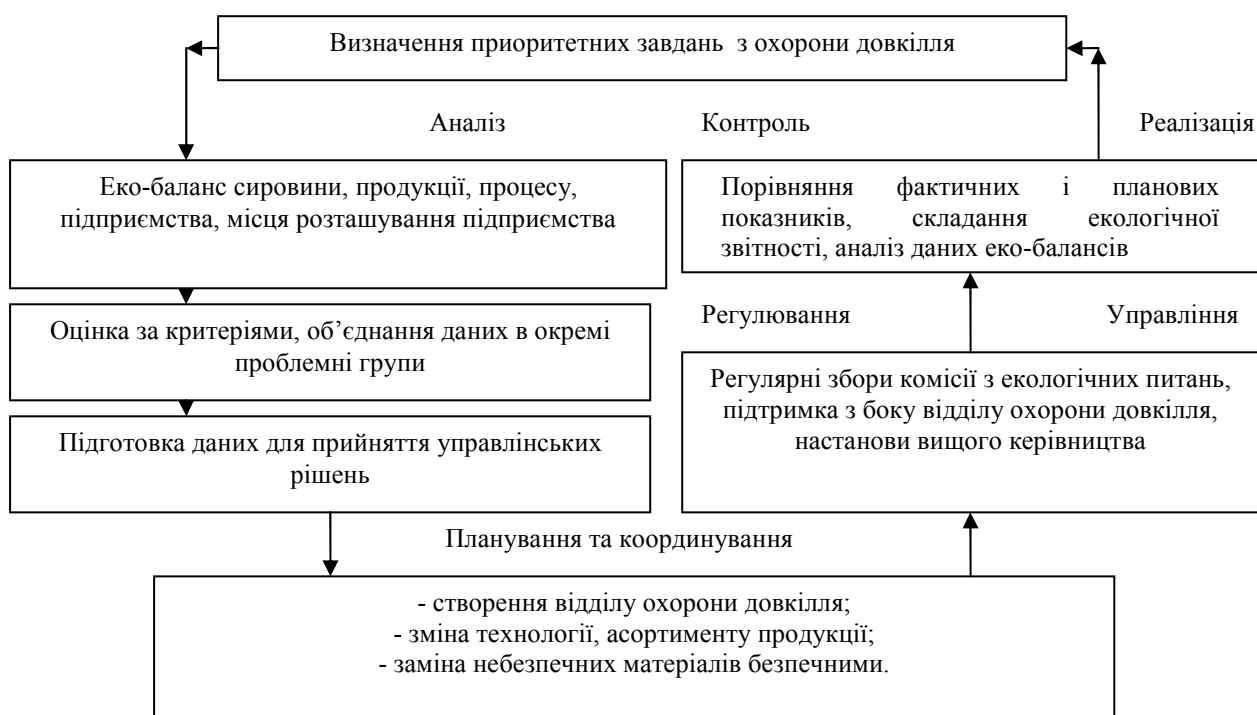 Визначення приоритетних завдань з охорони довкілля
Аналіз Контроль Реалізація
Еко-баланс сировини, продукції, процесу,
підприємства, місця розташування підприємства
Порівняння фактичних і планових
показників, складання екологічної
звітності, аналіз даних еко-балансів
Оцінка за критеріями, об’єднання даних в окремі
проблемні групи
Регулювання Управління
Підготовка даних для прийняття управлінських
рішень
Регулярні збори комісії з екологічних питань,
підтримка з боку відділу охорони довкілля,
настанови вищого керівництва
Планування та координування
- створення відділу охорони довкілля;
- зміна технології, асортименту продукції;
- заміна небезпечних матеріалів безпечними.